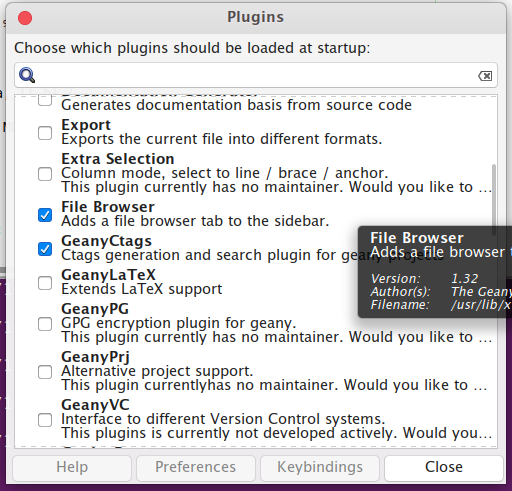 Plugins
Choose which plugins should be loaded at startup:
Documentation Generator
Generates documentation basis from source code
Export
Exports the current file into different formats.
Extra Selection
Column mode, select to line / brace / anchor.
This plugin currently has no maintainer. Would you like to ...
File Browser
Adds a file browser tab to the sidebar.
GeanyCtags
Ctags generation and search plugin for geany projects
GeanyLaTeX
Extends LaTeX support
GeanyPG
GPG encryption plugin for geany.
This plugin currently has no maintainer. Would you like to ...
GeanyPrj
Alternative project support.
This plugin currentlyhas no maintainer. Would you like to ...
GeanyVC
Interface to different Version Control systems.
This plugins is currently not developed actively. Would you...
File Browser
Adds a file browser t
Version: 1.32
Author(s): The Geany
Filename: /usr/lib/x
Help
Preferences
Keybindings
Close